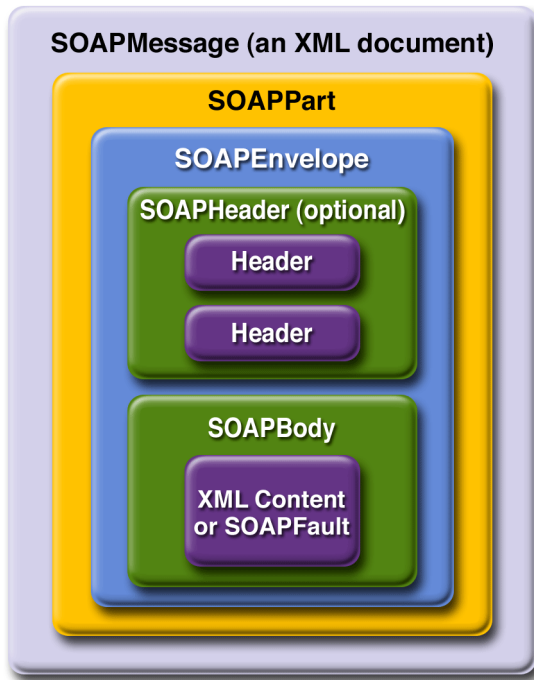 SOAPMessage (an XML document)
SOAPPart
SOAPEnvelope
SOAPHeader (optional)
Header
Header
SOAPBody
XML Content
or SOAPFault